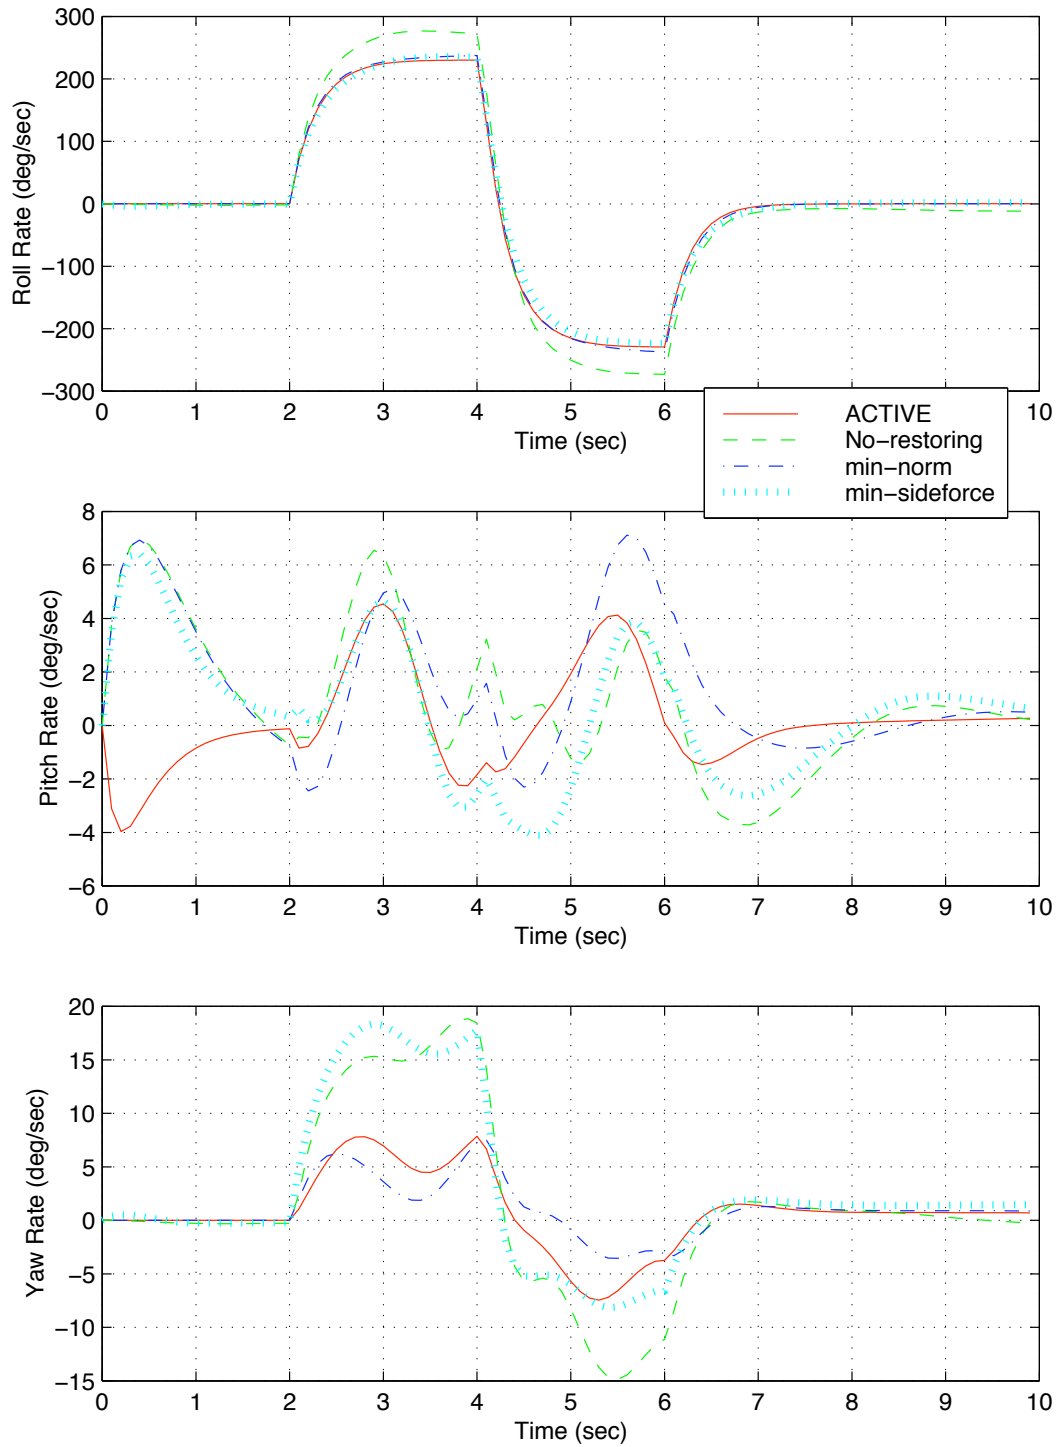 300
200
100
0
−100
−200
−300
Roll Rate (deg/sec)
0 1 2 3 4 5 6 7 8 9 10
Time (sec)
ACTIVE
No−restoring
min−norm
min−sideforce
8
6
4
2
0
−2
−4
−6
Pitch Rate (deg/sec)
0 1 2 3 4 5 6 7 8 9 10
Time (sec)
20
15
10
5
0
−5
−10
−15
Yaw Rate (deg/sec)
0 1 2 3 4 5 6 7 8 9 10
Time (sec)